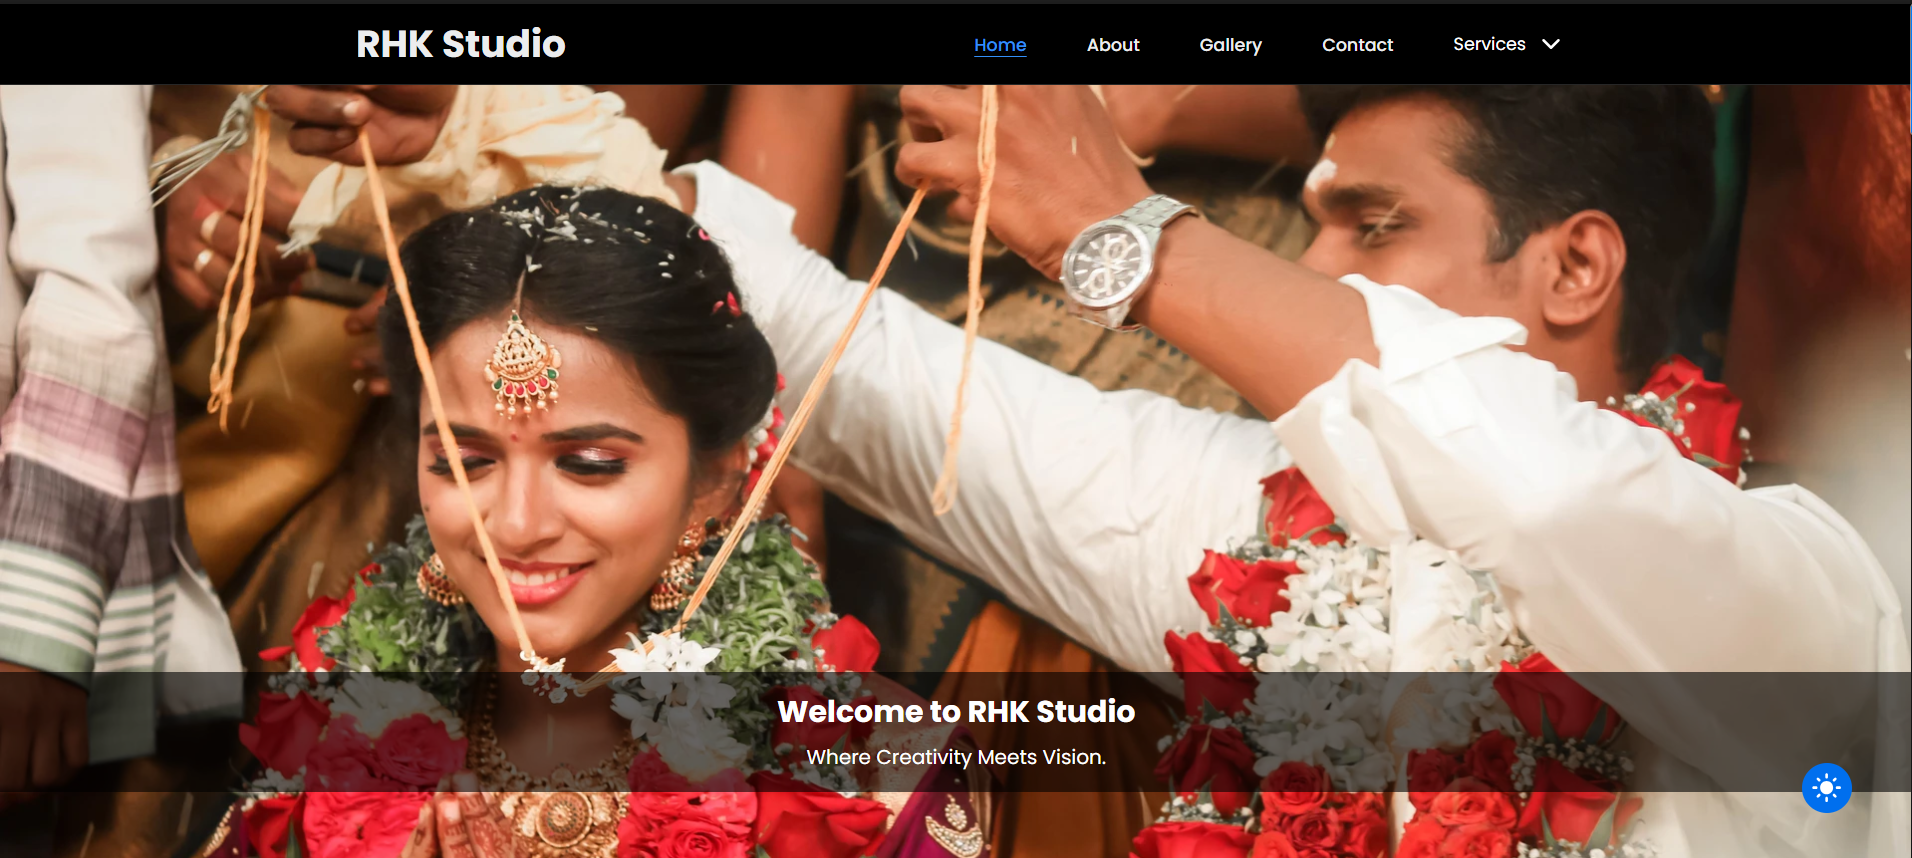 RHK Studio
Home About Gallery Contact Services
Welcome to RHK Studio
Where Creativity Meets Vision.